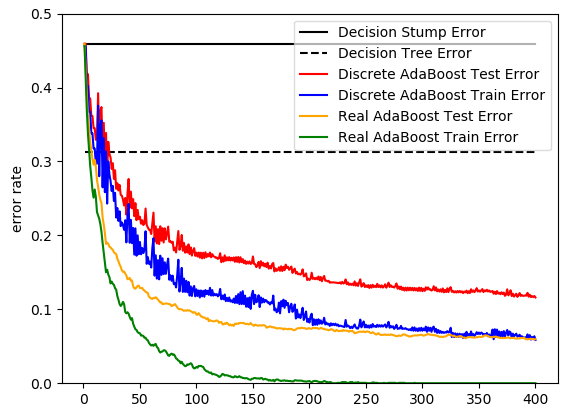 0.5
0.4
0.3
0.2
0.1
0.0
error rate
Decision Stump Error
Decision Tree Error
Discrete AdaBoost Test Error
Discrete AdaBoost Train Error
Real AdaBoost Test Error
Real AdaBoost Train Error
0 50 100 150 200 250 300 350 400